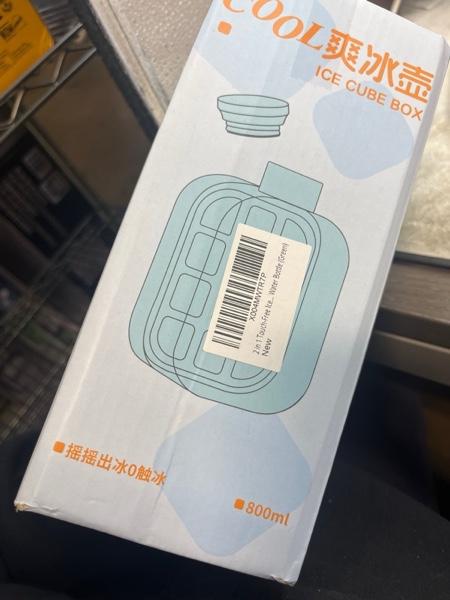 COOL爽冰壶
ICE CUBE BOX
X004MWTR7P
2 in 1 Touch-Free Ice... Water Bottle (Green)
New
摇摇出冰0触冰
800ml